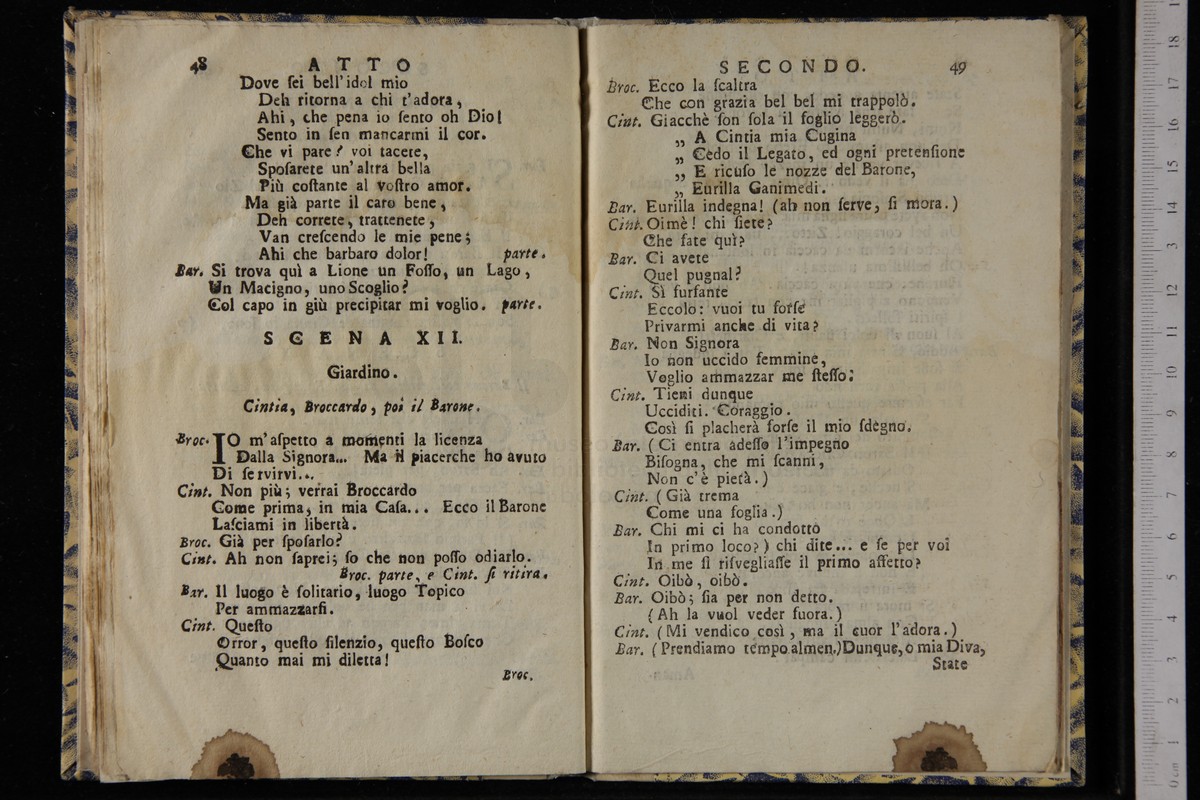 48 ATTO
Dove ſei bell'idol mio
Deh ritorna a chi t'adora,
Ahi, che pena io ſento oh Dio!
Sento in ſen mancarmi il cor.
Che vi pare? voi tacete,
Spoſarete un'altra bella
Più coſtante al voſtro amor.
Ma già parte il caro bene,
Deh correte, trattenete,
Van creſcendo le mie pene;
Ahi che barbaro dolor! parte.
Bar. Si trova quì a Lione un Foſſo, un Lago,
Un Macigno, uno Scoglio?
Col capo in giù precipitar mi voglio. parte.
SCENA XII.
Giardino.
Cintia, Broccardo, poi il Barone.
Broc. IO m'aſpetto a momenti la licenza
Dalla Signora... Ma il piacerche ho avuto
Di ſervirvi...
Cint. Non più; verrai Broccardo
Come prima, in mia Caſa... Ecco il Barone
Laſciami in libertà.
Broc. Già per ſpoſarlo?
Cint. Ah non ſaprei; ſo che non poſſo odiarlo.
Broc. parte, e Cint. ſi ritira.
Bar. Il luogo è ſolitario, luogo Topico
Per ammazzarſi.
Cint. Queſto
Orror, queſto ſilenzio, queſto Boſco
Quanto mai mi diletta!
Broc.
SECONDO. 49
Broc. Ecco la ſcaltra
Che con grazia bel bel mi trappolò.
Cint. Giacchè ſon ſola il foglio leggerò.
„ A Cintia mia Cugina
„ Cedo il Legato, ed ogni pretenſione
„ E ricuſo le nozze del Barone,
„ Eurilla Ganimedi.
Bar. Eurilla indegna! (ah non ſerve, ſi mora.)
Cint. Oimè! chi ſiete?
Che fate quì?
Bar. Ci avete
Quel pugnal?
Cint. Sì furfante
Eccolo: vuoi tu forſe
Privarmi anche di vita?
Bar. Non Signora
Io non uccido femmine,
Voglio ammazzar me ſteſſo:
Cint. Tieni dunque
Ucciditi. Coraggio.
Così ſi placherà forſe il mio ſdegno.
Bar. (Ci entra adeſſo l'impegno
Biſogna, che mi ſcanni,
Non c'è pietà.)
Cint. (Già trema
Come una foglia.)
Bar. Chi mi ci ha condotto
In primo loco?) chi dite... e ſe per voi
In me ſi riſvegliaſſe il primo affetto?
Cint. Oibò, oibò.
Bar. Oibò; ſia per non detto.
(Ah la vuol veder fuora.)
Cint. (Mi vendico così, ma il cuor l'adora.)
Bar. (Prendiamo tempo almen.) Dunque, o mia Diva,
State